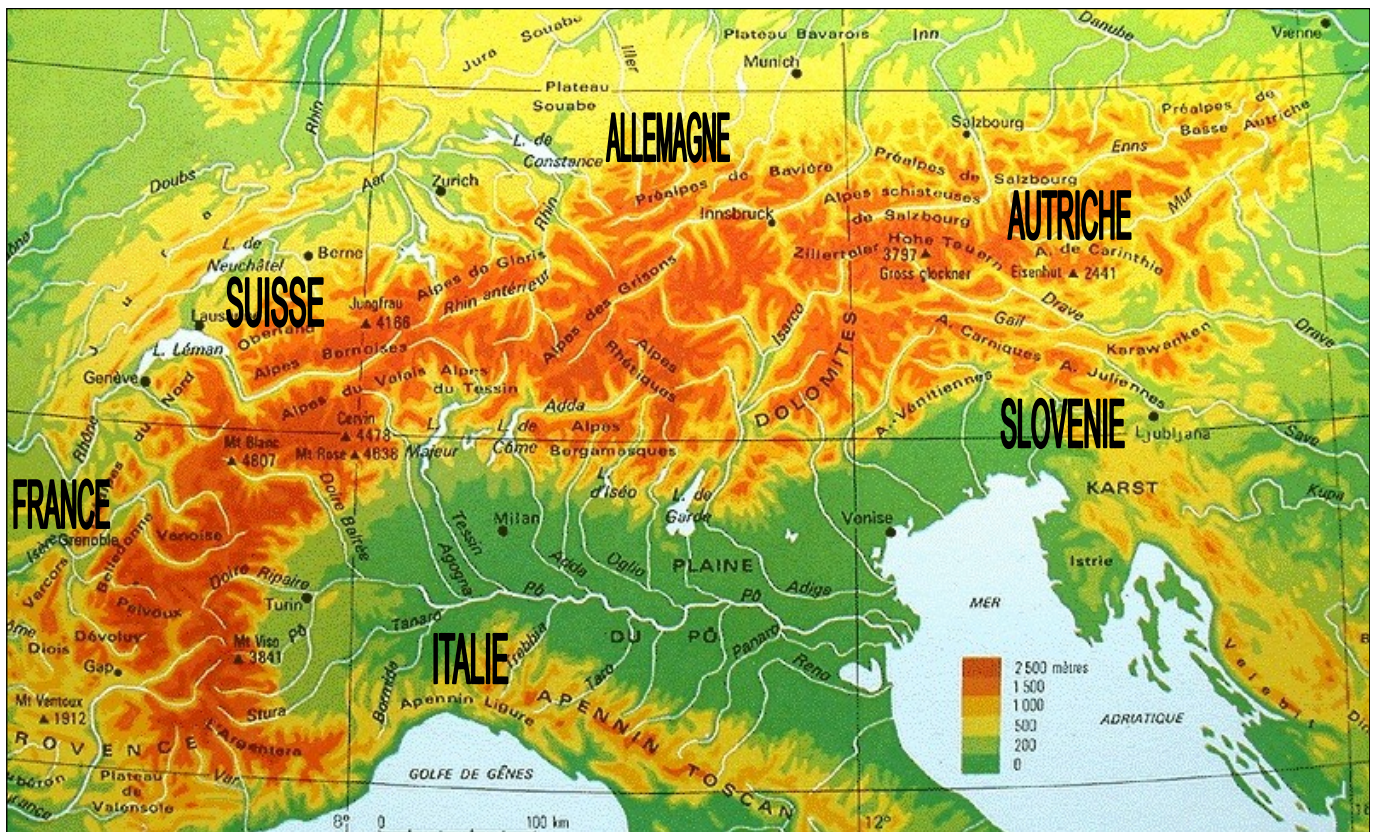 Danube
Vienne
Souabe
Jura
Iller
Plateau Bavarois
Inn
Munich
Plateau
Souabe
Rhin
ALLEMAGNE
Salzbourg
Préalpes de
Basse Autriche
Enns
L. de
Constance
Doubs
Aar
Zurich
Préalpes de Bavière
Préalpes de Salzbourg
Alpes schisteuses
de Salzbourg
Innsbruck
Rhin
AUTRICHE
Mur
L. de
Neuchâtel
Berne
Alpes de Glaris
Rhin antérieur
Alpes des Grisons
Zillertaler
Hohe Tauern
3797
Gross glockner
A. de Carinthie
Eisenhut 2441
SUISSE
Jungfrau
4166
Laus
Oberland
L. Léman
Alpes Bernoises
Isarco
DOLOMITES
Gail
Drave
Drave
A. Carniques
Karawanken
A. Juliennes
A. Vénitiennes
Genève
du Nord
Rhône
Alpes du Valais
Alpes
du Tessin
Alpes
Rhétiques
Adda
Cervin
4478
Mt Blanc
4807
Mt Rose 4638
L.
Majeur
L. de
Côme
Alpes
Bergamasques
SLOVENIE
Ljubljana
Save
Kupa
KARST
FRANCE
Isère
Grenoble
Belledonne
Vanoise
Doire Baltée
L.
d'Iséo
L. de
Garde
Venise
Milan
Tessin
Agogna
Adda
Oglio
PLAINE
DU PÔ
Pô
Pô
Adige
Istrie
MER
ADRIATIQUE
Vercors
Pelvoux
Doire Ripaire
Turin
Pô
Tanaro
Dévoluy
Diois
Gap
Mt Viso
3841
ITALIE
Trebbia
Taro
Panaro
Reno
Velebit
Mt Ventoux
1912
Stura
Bormida
Apennin Ligure
APENNIN
TOSCAN
L'Argentera
Var
ROVENCE
Plateau
de
Valensole
GOLFE DE GÊNES
2 500 mètres
1 500
1 000
500
200
0
8°
0 100 km
12°